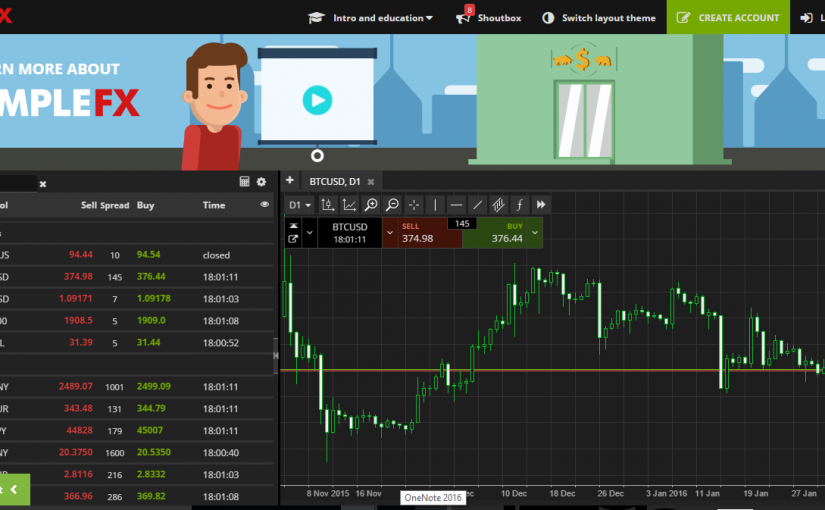 X
Intro and education
8
Shoutbox
Switch layout theme
CREATE ACCOUNT
L
RN MORE ABOUT
MPLEFX
$
BTCUSD, D1
ol Sell Spread Buy Time
D1
f
s
BTCUSD
18:01:11
SELL
374.98
145
BUY
376.44
US 94.44 10 94.54 closed
SD 374.98 145 376.44 18:01:11
SD 1.09171 7 1.09178 18:01:03
00 1908.5 5 1909.0 18:01:08
L 31.39 5 31.44 18:00:52
NY 2489.07 1001 2499.09 18:01:11
UR 343.48 131 344.79 18:01:11
PY 44828 179 45007 18:01:11
NY 20.3750 1600 20.5350 18:00:40
2.8116 216 2.8332 18:01:03
366.96 286 369.82 18:01:08
t
8 Nov 2015 16 Nov ec 10 Dec 18 Dec 26 Dec 3 Jan 2016 11 Jan 19 Jan 27 Jan
OneNote 2016